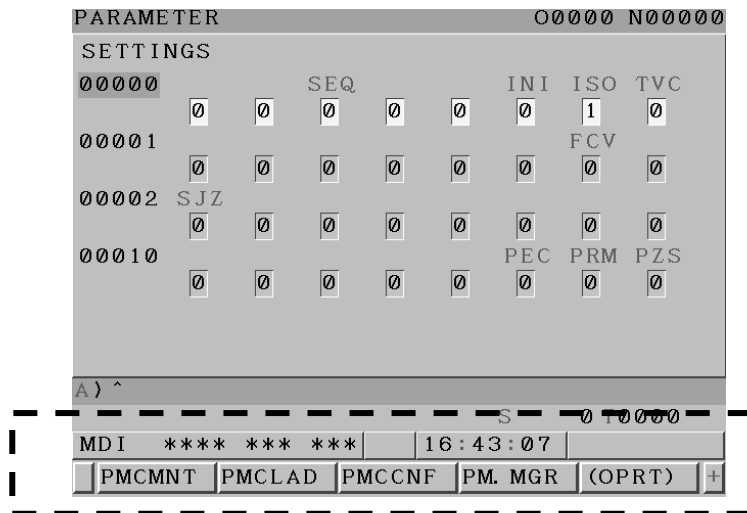 PARAMETER O0000 N00000
SETTINGS
00000 SEQ INI ISO TVC
0 0 0 0 0 0 1 0
00001 FCV
0 0 0 0 0 0 0 0
00002 SJZ
0 0 0 0 0 0 0 0
00010 PEC PRM PZS
0 0 0 0 0 0 0 0
A) ^
S 0 T0000
MDI **** *** *** 16:43:07
PMCMNT PMCLAD PMCCNF PM. MGR (OPRT) +